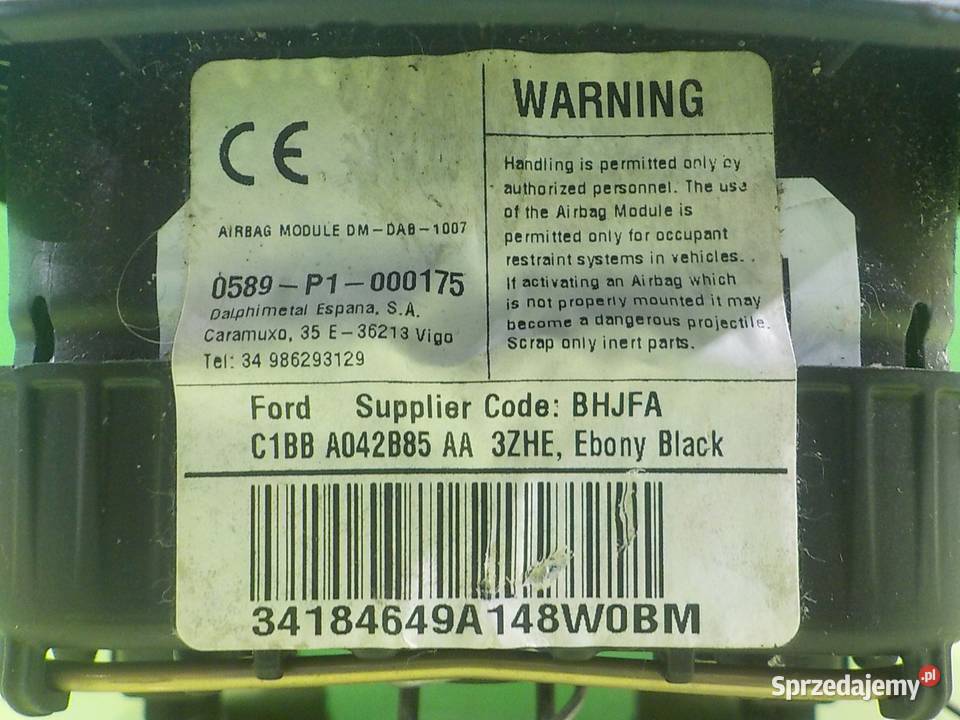 CE
AIRBAG MODULE DM-DAB-1007
0589-P1-000175
Dalphimetal Espana, S.A.
Caramuxo, 35 E-36213 Vigo
Tel: 34 986293129
WARNING
Handling is permitted only by
authorized personnel. The use
of the Airbag Module is
permitted only for occupant
restraint systems in vehicles. .
If activating an Airbag which
is not properly mounted it may
become a dangerous projectile.
Scrap only inert parts.
Ford Supplier Code: BHJFA
C1BB A042B85 AA 3ZHE, Ebony Black
34184649A148W0BM
Sprzedajemy.pl